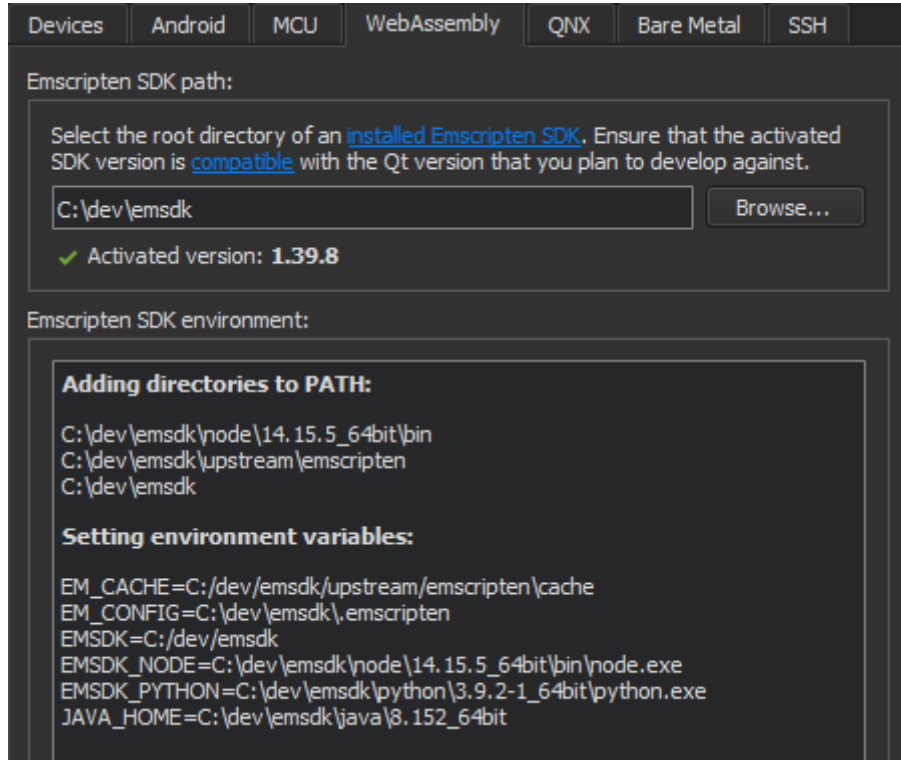 Devices Android MCU WebAssembly QNX Bare Metal SSH
Emscripten SDK path:
Select the root directory of an installed Emscripten SDK. Ensure that the activated
SDK version is compatible with the Qt version that you plan to develop against.
C:\dev\emsdk Browse...
Activated version: 1.39.8
Emscripten SDK environment:
Adding directories to PATH:
C:\dev\emsdk\node\14.15.5_64bit\bin
C:\dev\emsdk\upstream\emscripten
C:\dev\emsdk
Setting environment variables:
EM_CACHE=C:/dev/emsdk/upstream/emscripten\cache
EM_CONFIG=C:\dev\emsdk\.emscripten
EMSDK=C:/dev/emsdk
EMSDK_NODE=C:\dev\emsdk\node\14.15.5_64bit\bin\node.exe
EMSDK_PYTHON=C:\dev\emsdk\python\3.9.2-1_64bit\python.exe
JAVA_HOME=C:\dev\emsdk\java\8.152_64bit